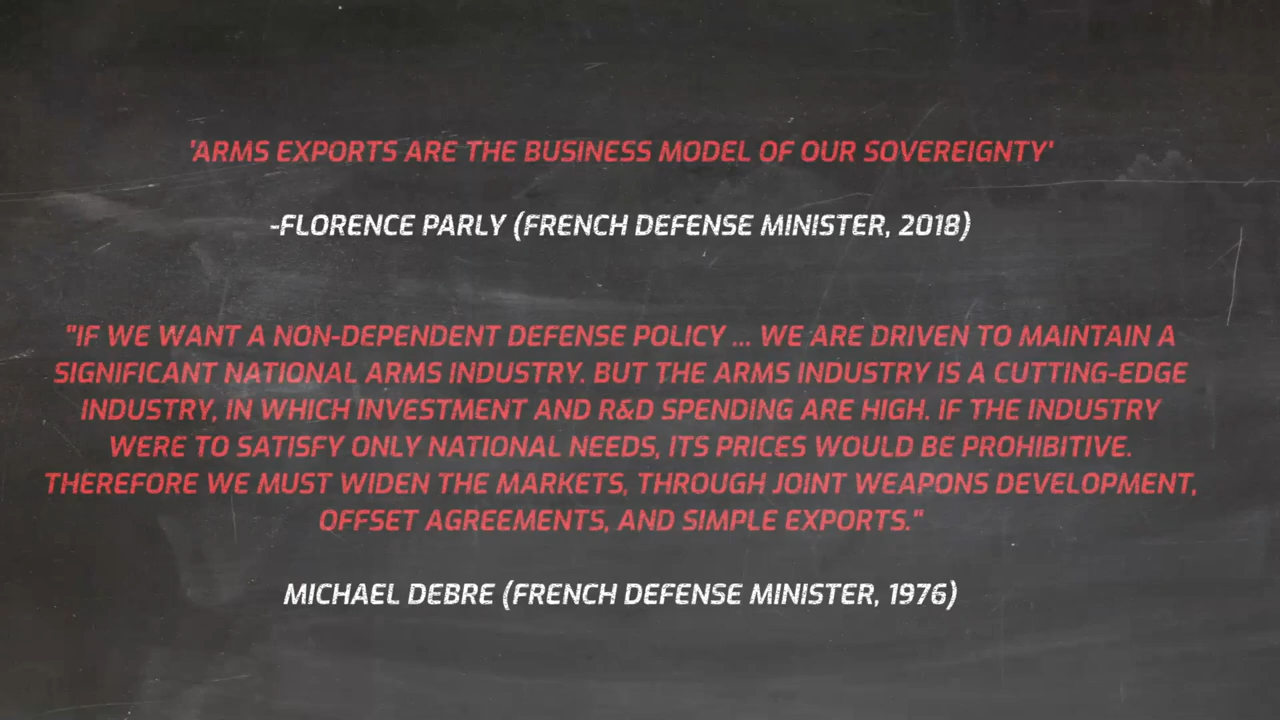 'ARMS EXPORTS ARE THE BUSINESS MODEL OF OUR SOVEREIGNTY'
-FLORENCE PARLY (FRENCH DEFENSE MINISTER, 2018)
"IF WE WANT A NON-DEPENDENT DEFENSE POLICY ... WE ARE DRIVEN TO MAINTAIN A
SIGNIFICANT NATIONAL ARMS INDUSTRY. BUT THE ARMS INDUSTRY IS A CUTTING-EDGE
INDUSTRY, IN WHICH INVESTMENT AND R&D SPENDING ARE HIGH. IF THE INDUSTRY
WERE TO SATISFY ONLY NATIONAL NEEDS, ITS PRICES WOULD BE PROHIBITIVE.
THEREFORE WE MUST WIDEN THE MARKETS, THROUGH JOINT WEAPONS DEVELOPMENT,
OFFSET AGREEMENTS, AND SIMPLE EXPORTS."
MICHAEL DEBRE (FRENCH DEFENSE MINISTER, 1976)